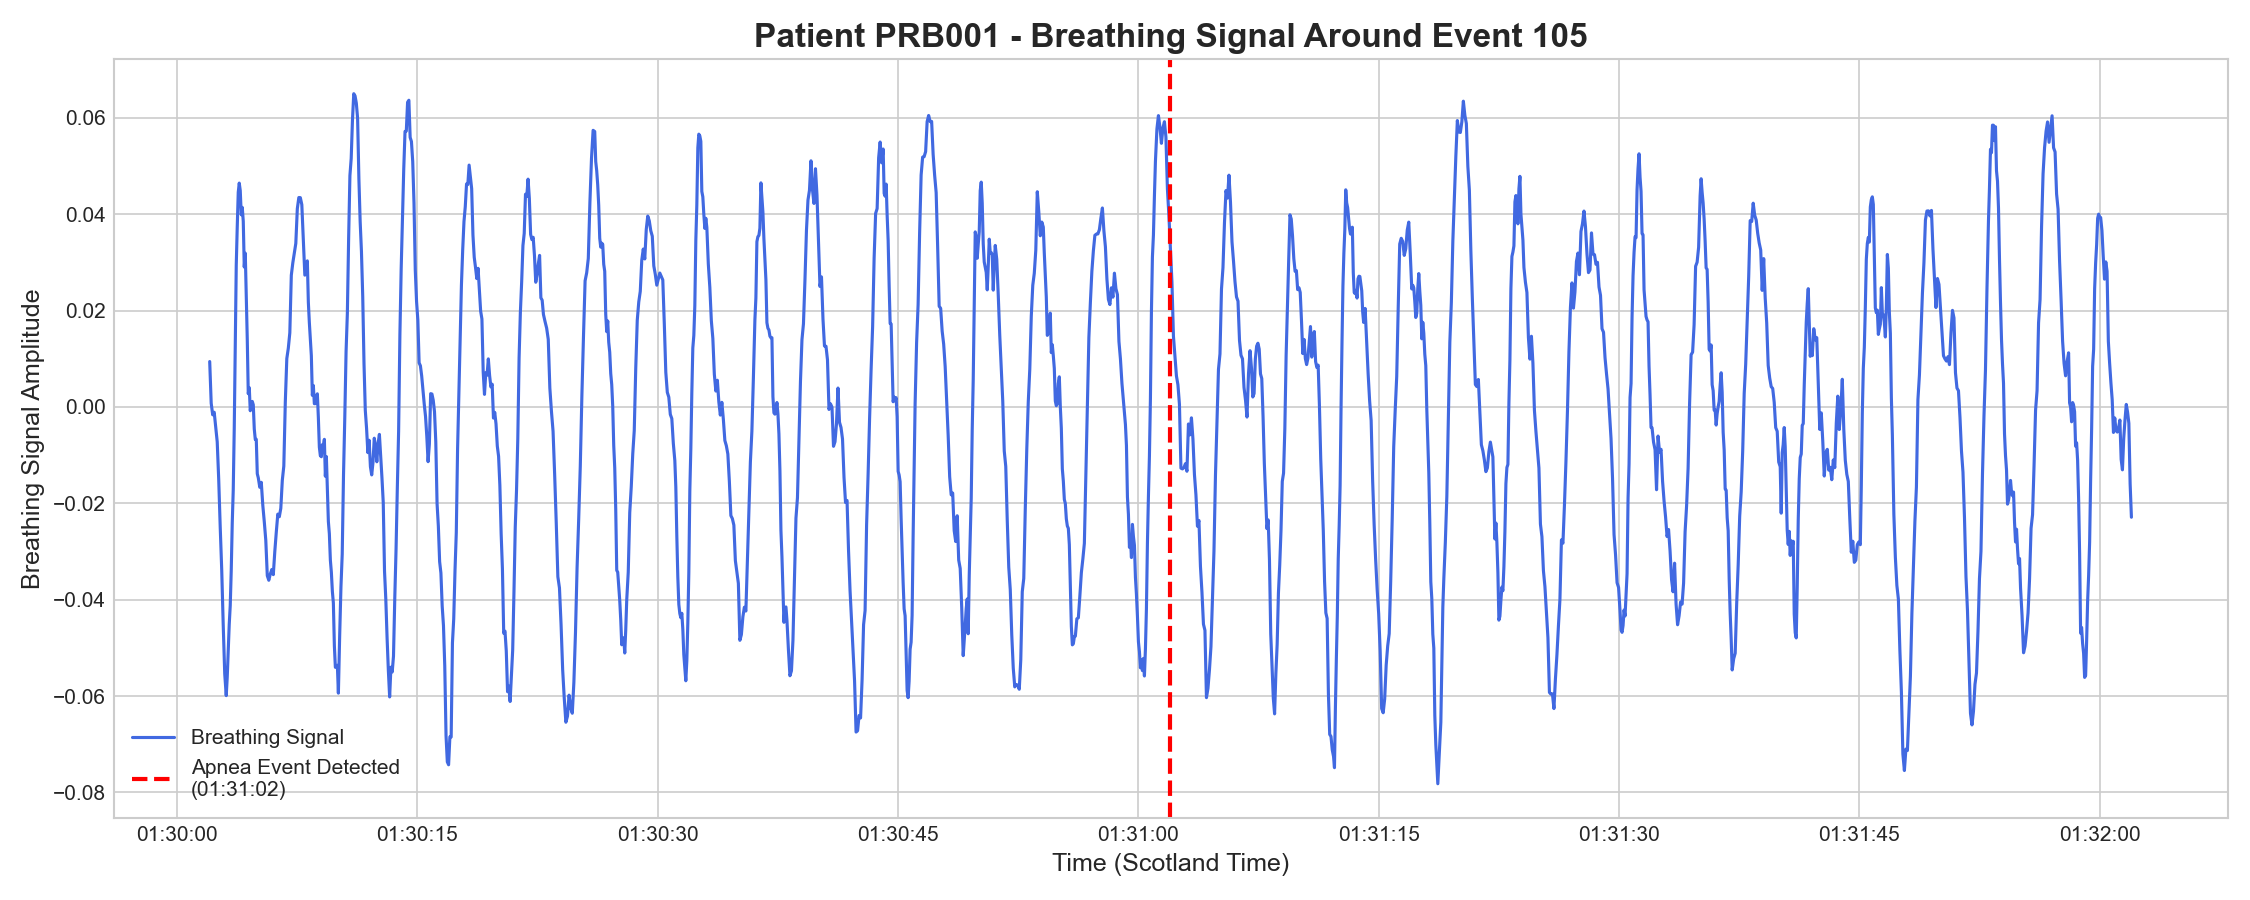 Patient PRB001 - Breathing Signal Around Event 105
Breathing Signal Amplitude
0.06
0.04
0.02
0.00
−0.02
−0.04
−0.06
−0.08
Breathing Signal
Apnea Event Detected
(01:31:02)
01:30:00 01:30:15 01:30:30 01:30:45 01:31:00 01:31:15 01:31:30 01:31:45 01:32:00
Time (Scotland Time)